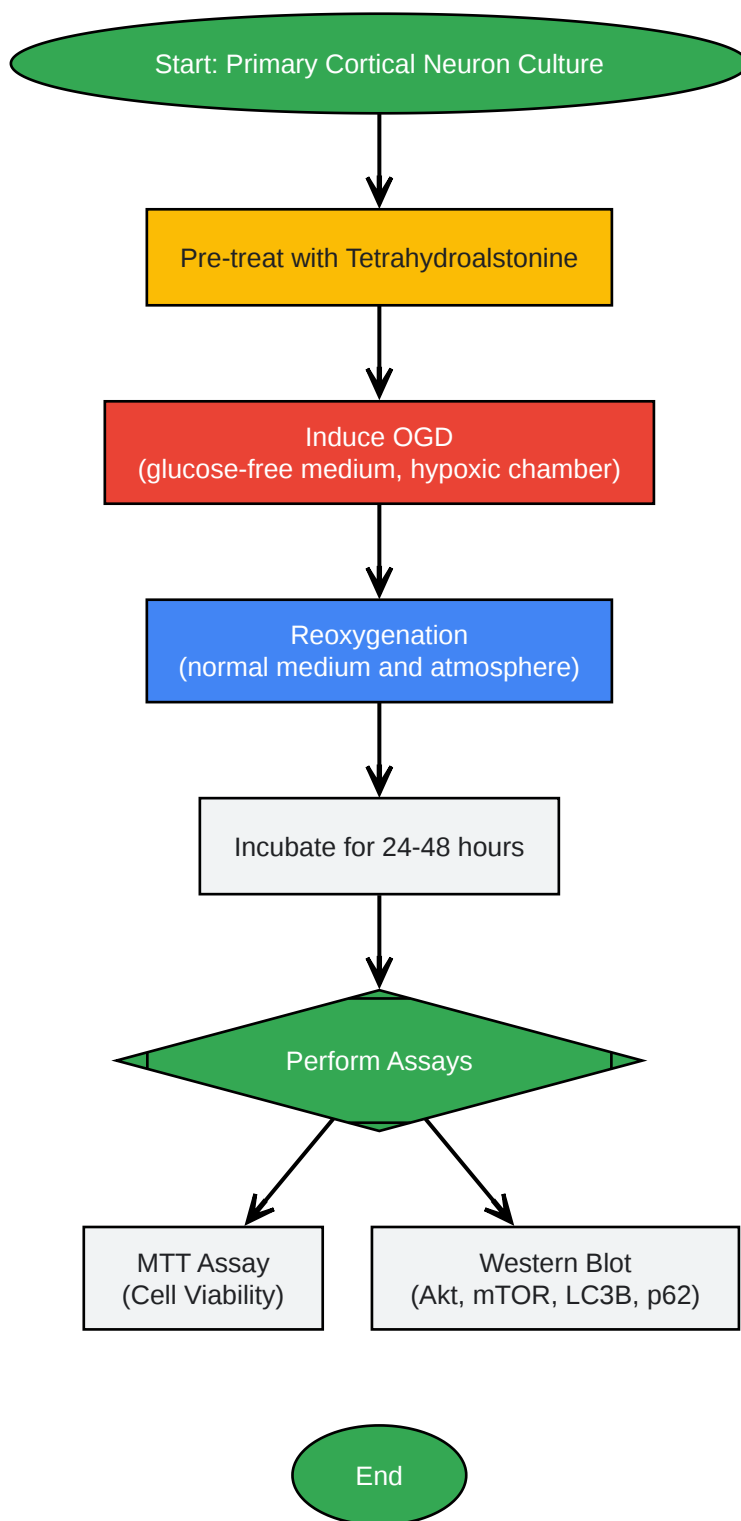 Start: Primary Cortical Neuron Culture
Pre-treat with Tetrahydroalstonine
Induce OGD
(glucose-free medium, hypoxic chamber)
Reoxygenation
(normal medium and atmosphere)
Incubate for 24-48 hours
Perform Assays
MTT Assay
(Cell Viability)
Western Blot
(Akt, mTOR, LC3B, p62)
End